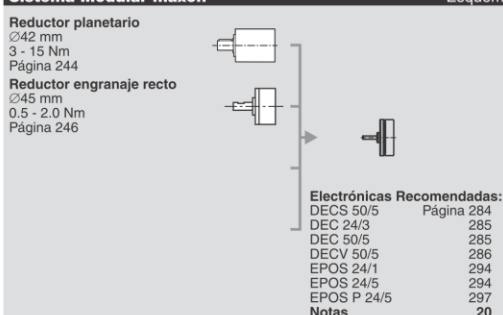 Sistema Modular maxon
Esquem
Reductor planetario
∅42 mm
3 - 15 Nm
Página 244
Reductor engranaje recto
∅45 mm
0.5 - 2.0 Nm
Página 246
Electrónicas Recomendadas:
DECS 50/5 Página 284
DEC 24/3 285
DEC 50/5 285
DECV 50/5 286
EPOS 24/1 294
EPOS 24/5 294
EPOS P 24/5 297
Notas 20